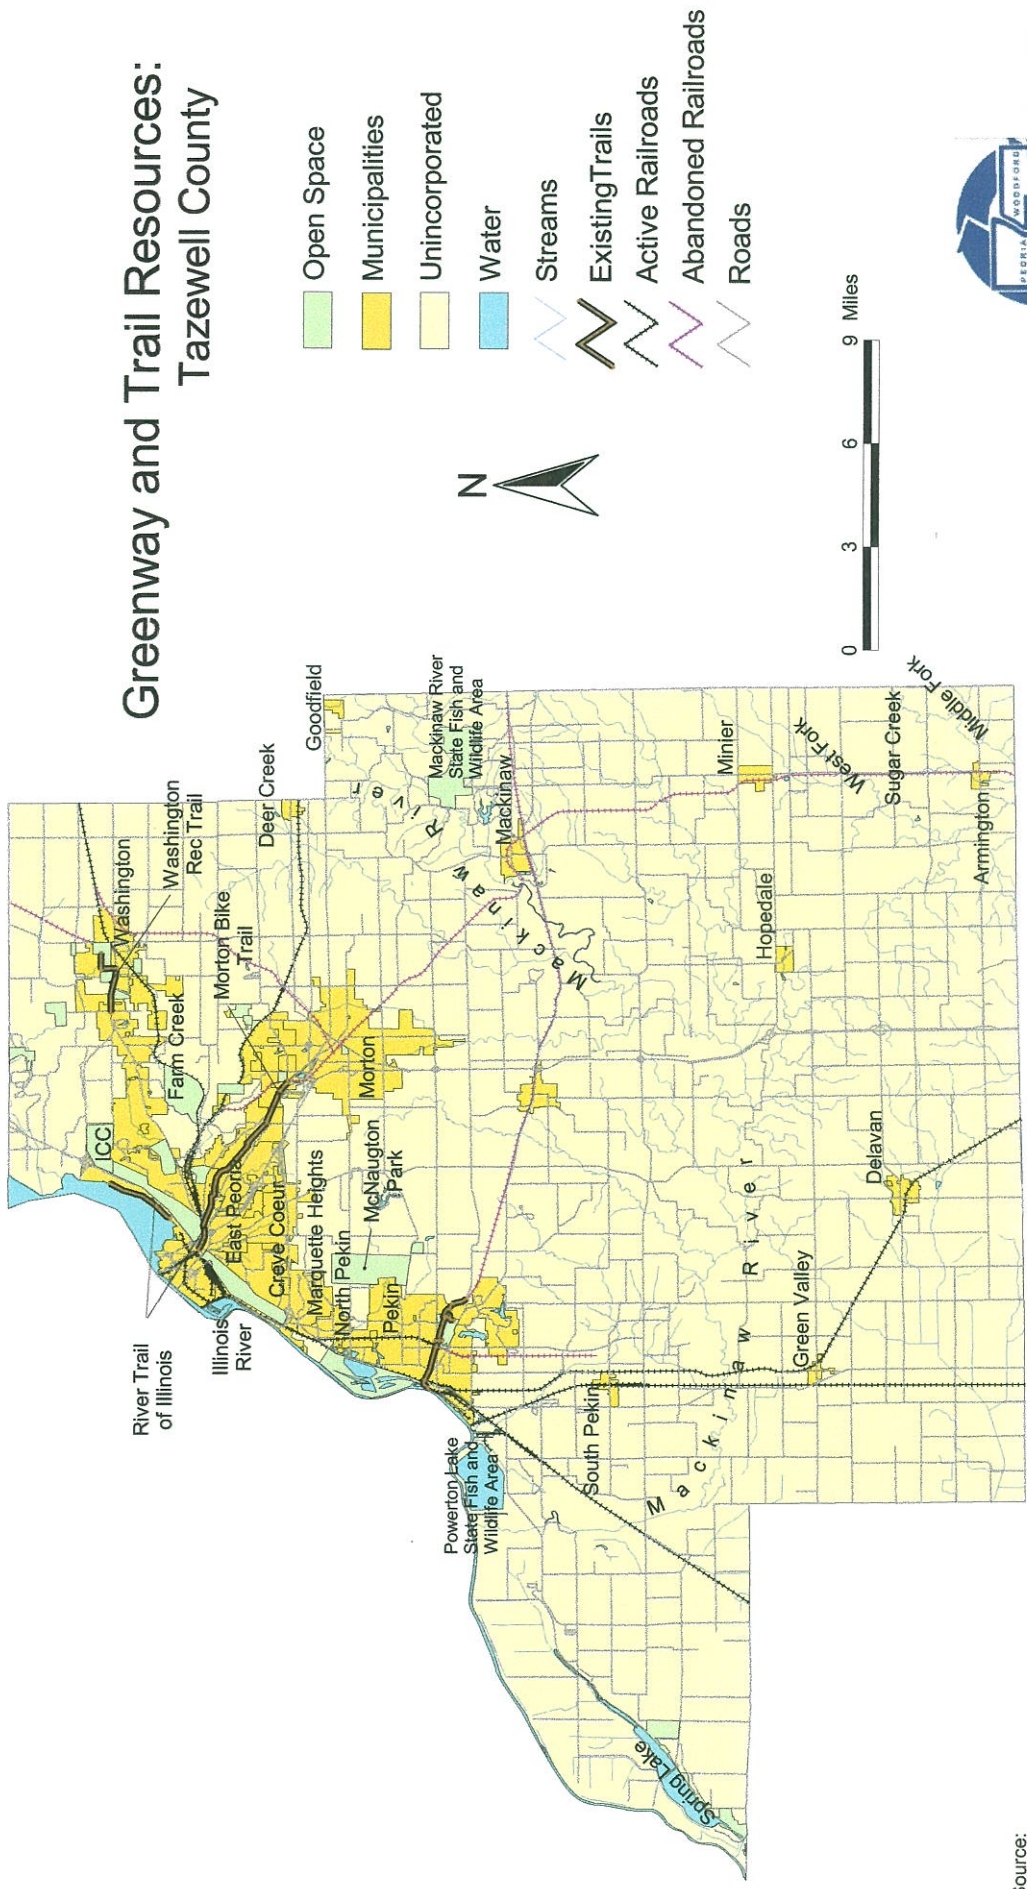 Greenway and Trail Resources:
Tazewell County
Open Space
Municipalities
Unincorporated
Water
Streams
ExistingTrails
Active Railroads
Abandoned Railroads
Roads
N
0 3 6 9 Miles
PEORIA
WOODFORD
River Trail
of Illinois
Illinois
River
ICC
Washington
Washington
Rec Trail
Farm Creek
Morton Bike
Trail
Deer Creek
Goodfield
East Peoria
Creve Coeur
Marquette Heights
North Pekin
McNaugton
Park
Pekin
Morton
Mackinaw River
State Fish and
Wildlife Area
Mackinaw
Mackinaw River
Powerton Lake
State Fish and
Wildlife Area
South Pekin
Mackinaw River
Green Valley
Delavan
Hopedale
Minier
West Fork
Sugar Creek
Middle Fork
Armington
Spring Lake
Source: